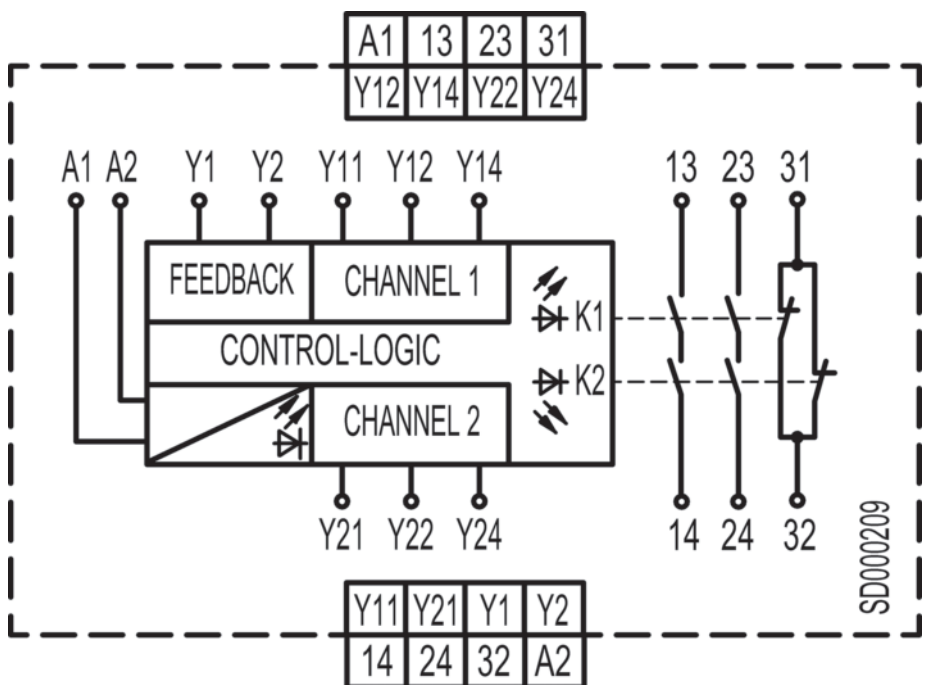 A1 13 23 31
Y12 Y14 Y22 Y24
A1 A2 Y1 Y2 Y11 Y12 Y14 13 23 31
FEEDBACK CHANNEL 1
K1
CONTROL-LOGIC
K2
CHANNEL 2
Y21 Y22 Y24 14 24 32
SD000209
Y11 Y21 Y1 Y2
14 24 32 A2